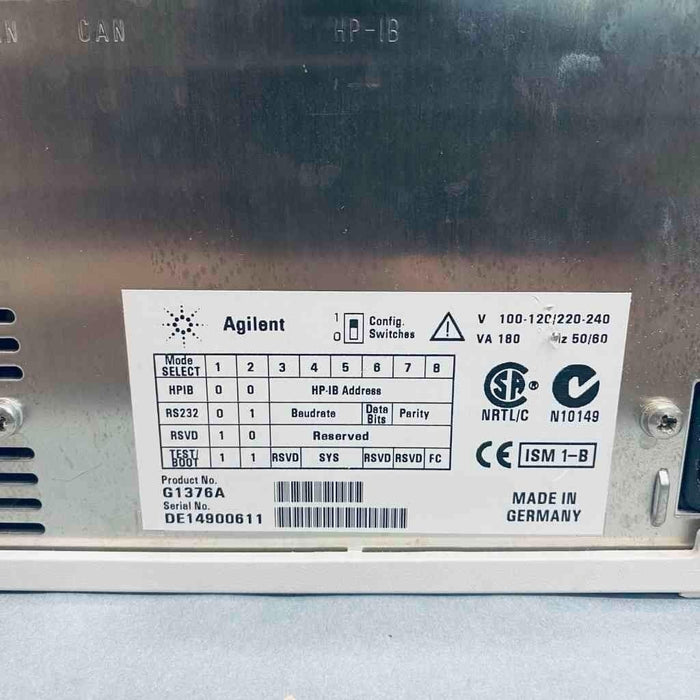 CAN HP-IB
Agilent
1 0 Config. Switches
V 100-120/220-240
VA 180 Hz 50/60
Mode SELECT 1 2 3 4 5 6 7 8
HPIB 0 0 HP-IB Address
RS232 0 1 Baudrate Data Bits Parity
RSVD 1 0 Reserved
TEST/BOOT 1 1 RSVD SYS RSVD RSVD FC
SA ®
NRTL/C N10149
CE ISM 1-B
Product No.
G1376A
Serial No.
DE14900611
MADE IN
GERMANY